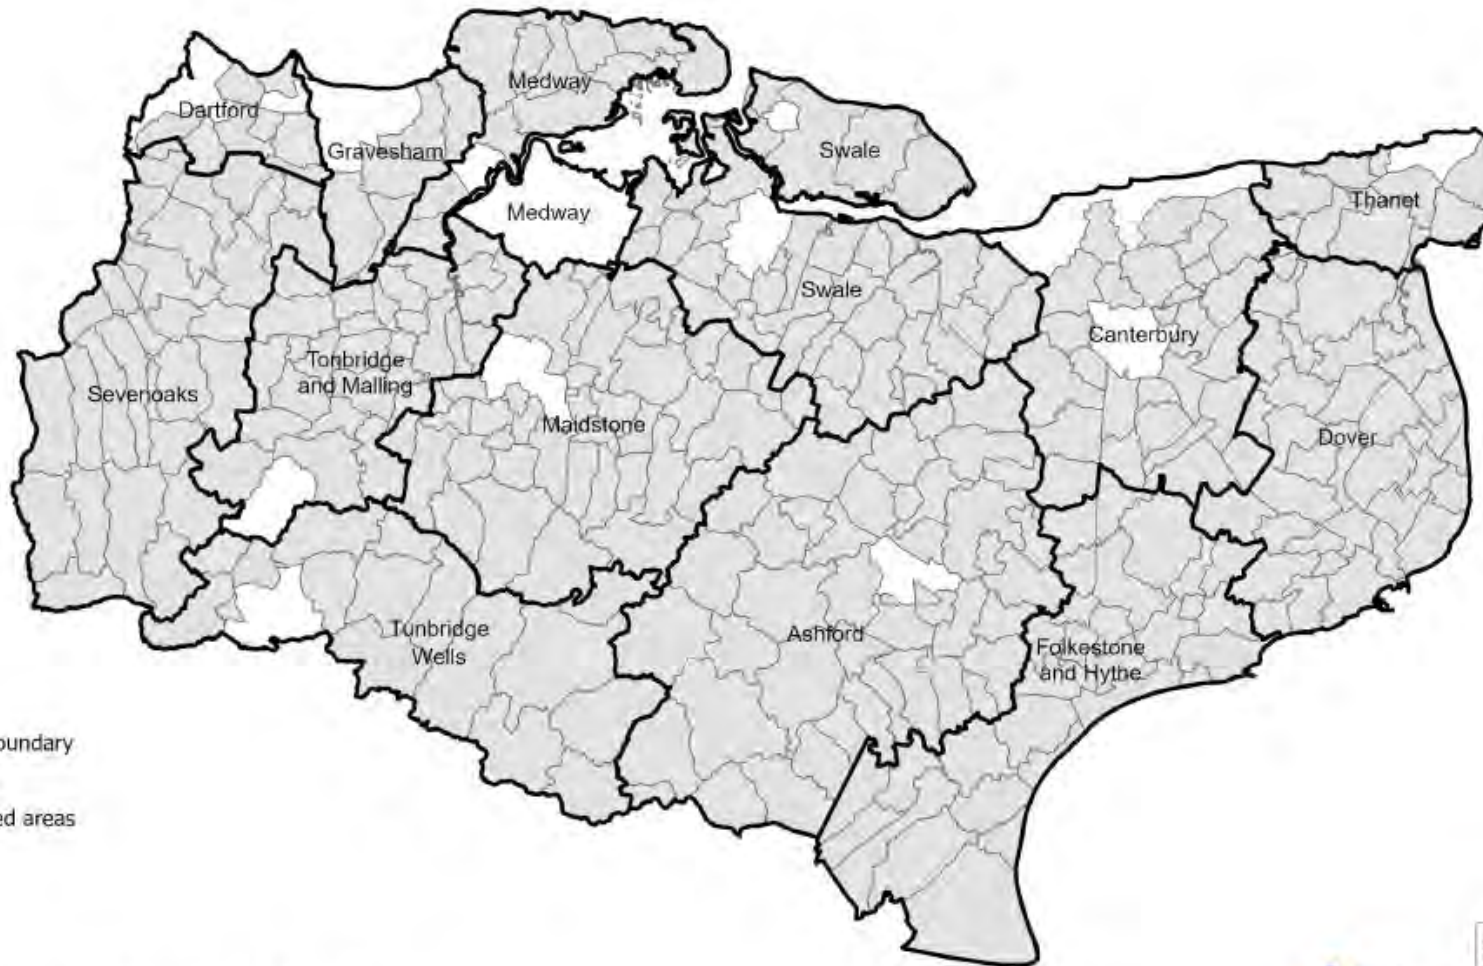 Medway
Dartford
Gravesham
Swale
Thanet
Medway
Swale
Canterbury
Tonbridge
and Malling
Sevenoaks
Maidstone
Dover
Tunbridge
Wells
Ashford
Folkestone
and Hythe
oundary
ed areas